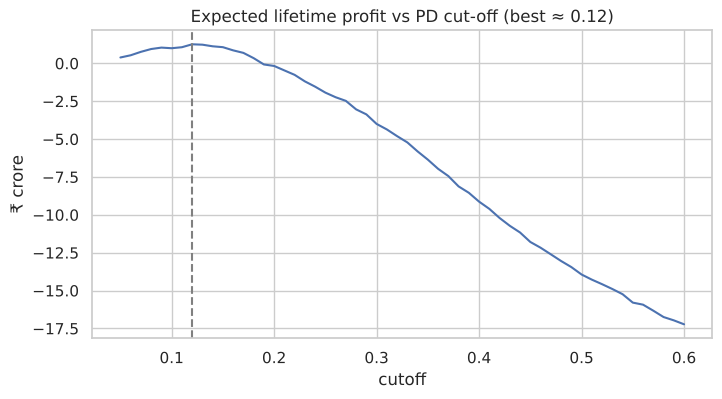 Expected lifetime profit vs PD cut-off (best ≈ 0.12)
₹ crore
0.0
−2.5
−5.0
−7.5
−10.0
−12.5
−15.0
−17.5
0.1 0.2 0.3 0.4 0.5 0.6
cutoff